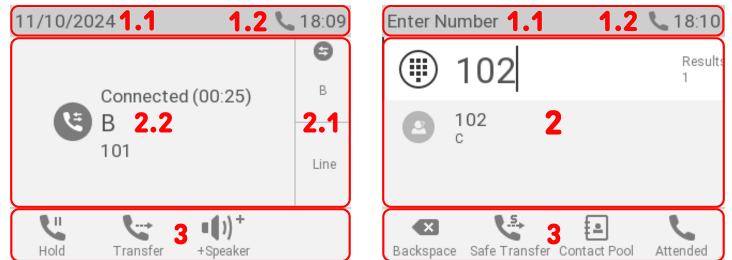 11/10/2024 1.1 1.2 18:09
Connected (00:25)
B 2.2
101
B
2.1
Line
3
Hold Transfer +Speaker
Enter Number 1.1 1.2 18:10
102
Results
1
102
C
2
S
3
Backspace Safe Transfer Contact Pool Attended